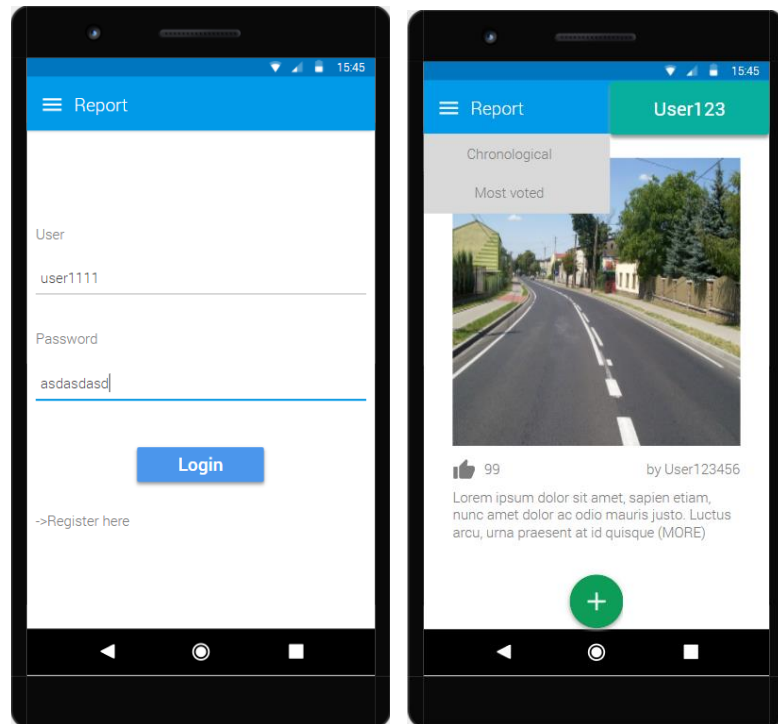 15:45
Report
User
user1111
Password
asdasdasd
Login
->Register here
15:45
Report
User123
Chronological
Most voted
99
by User123456
Lorem ipsum dolor sit amet, sapien etiam,
nunc amet dolor ac odio mauris justo. Luctus
arcu, urna praesent at id quisque (MORE)
+